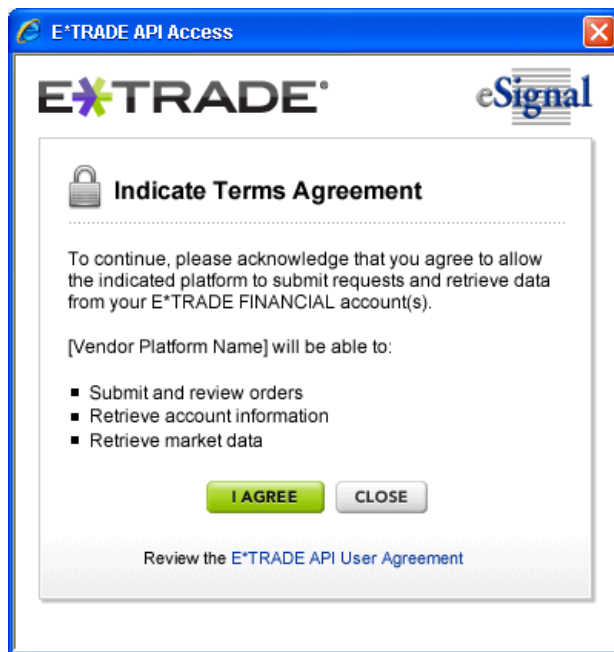 E*TRADE API Access
E*TRADE®
eSignal
Indicate Terms Agreement
To continue, please acknowledge that you agree to allow
the indicated platform to submit requests and retrieve data
from your E*TRADE FINANCIAL account(s).
[Vendor Platform Name] will be able to:
■ Submit and review orders
■ Retrieve account information
■ Retrieve market data
I AGREE
CLOSE
Review the E*TRADE API User Agreement